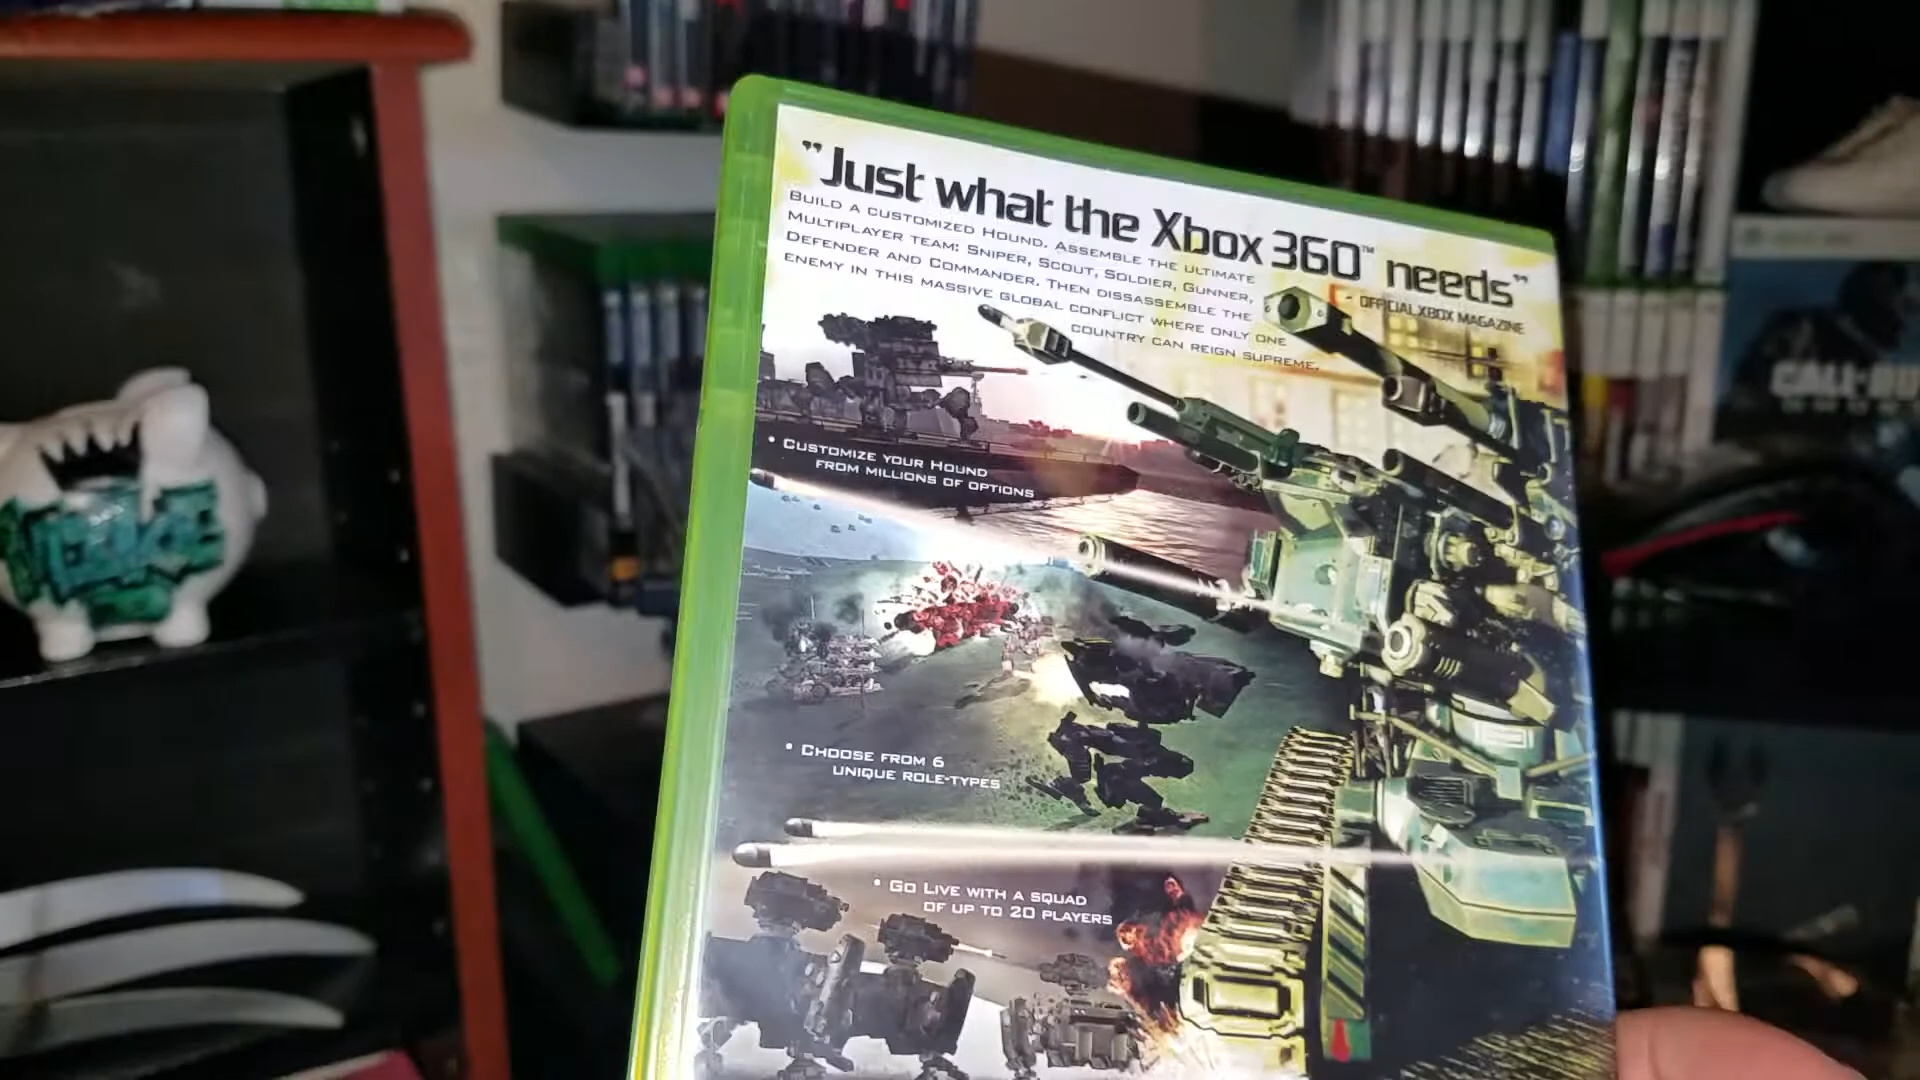 "Just what the Xbox 360™ needs"
- OFFICIAL XBOX MAGAZINE
BUILD A CUSTOMIZED HOUND. ASSEMBLE THE ULTIMATE
MULTIPLAYER TEAM: SNIPER, SCOUT, SOLDIER, GUNNER,
DEFENDER AND COMMANDER. THEN DISSASSEMBLE THE
ENEMY IN THIS MASSIVE GLOBAL CONFLICT WHERE ONLY ONE
COUNTRY CAN REIGN SUPREME.
• CUSTOMIZE YOUR HOUND
FROM MILLIONS OF OPTIONS
• CHOOSE FROM 6
UNIQUE ROLE-TYPES
• GO LIVE WITH A SQUAD
OF UP TO 20 PLAYERS